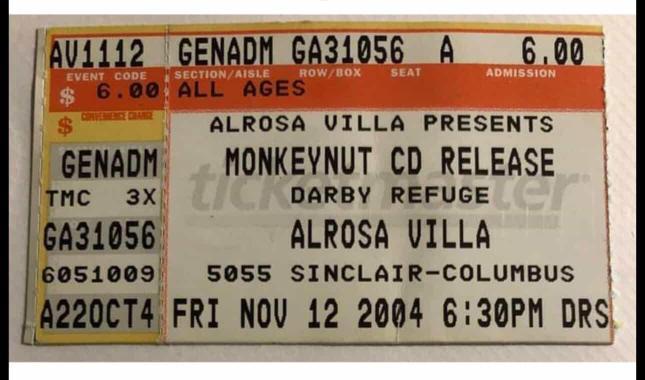 AV1112 GENADM GA31056 A 6.00
EVENT CODE SECTION/AISLE ROW/BOX SEAT ADMISSION
$ 6.00 ALL AGES
$ CONVENIENCE CHARGE
ALROSA VILLA PRESENTS
GENADM MONKEYNUT CD RELEASE
ticketmaster
TMC 3X DARBY REFUGE
GA31056 ALROSA VILLA
6051009 5055 SINCLAIR-COLUMBUS
A22OCT4 FRI NOV 12 2004 6:30PM DRS